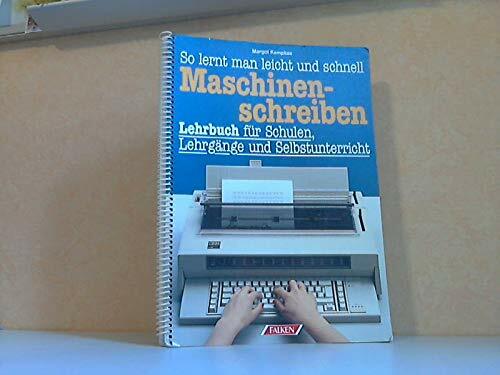 Margot Kempkes
So lernt man leicht und schnell
Maschinen-
schreiben
Lehrbuch für Schulen,
Lehrgänge und Selbstunterricht
FALKEN